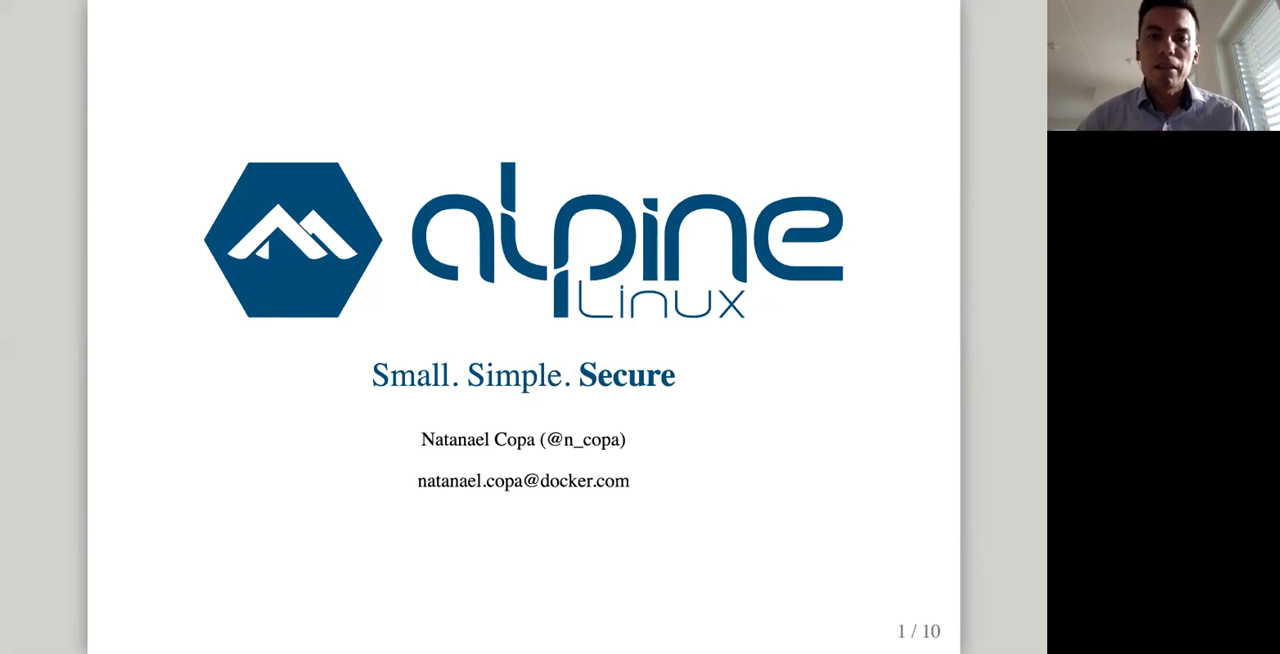 alpine
Linux
Small. Simple. Secure
Natanael Copa (@n_copa)
natanael.copa@docker.com
1 / 10